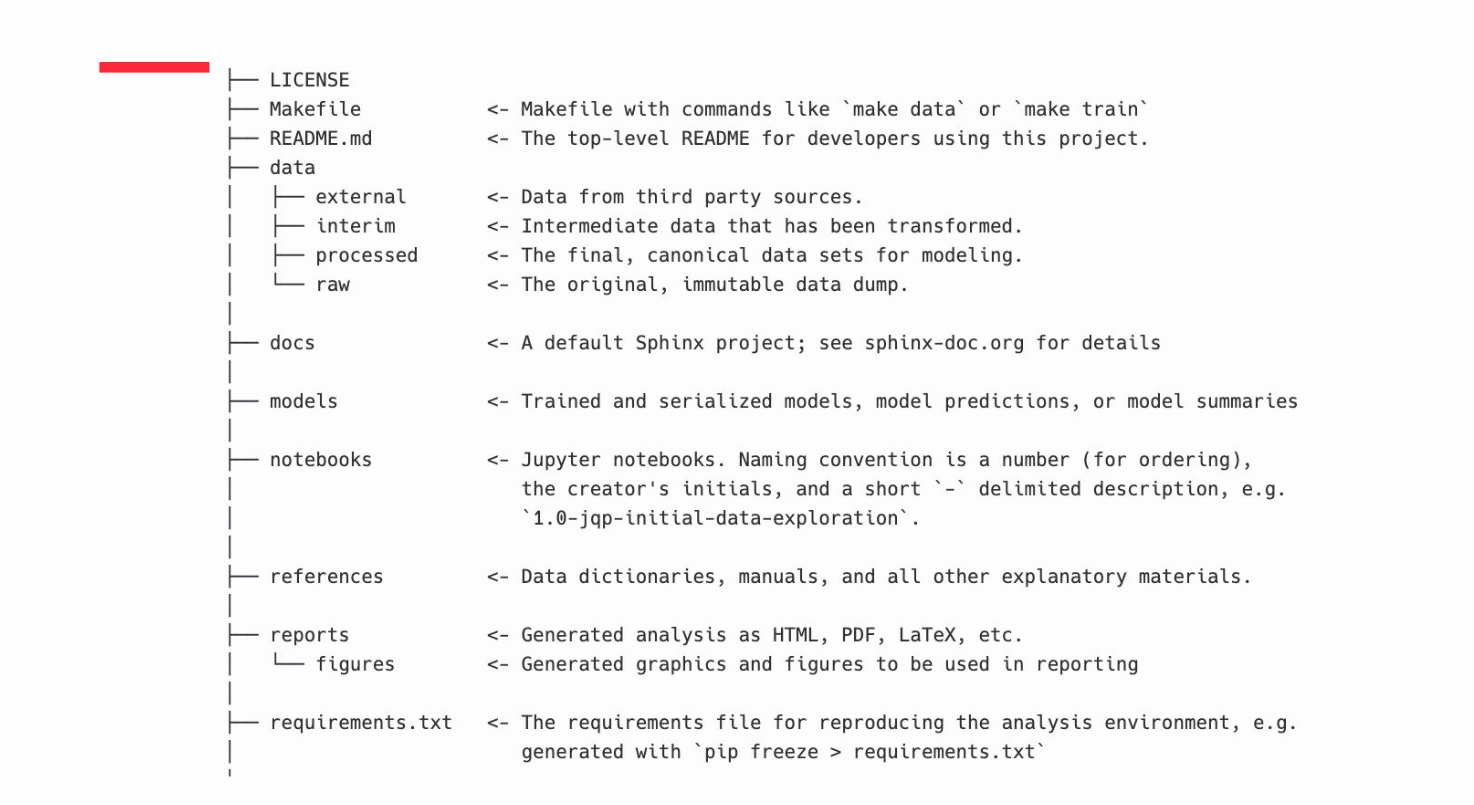 ├── LICENSE
├── Makefile           <- Makefile with commands like `make data` or `make train`
├── README.md          <- The top-level README for developers using this project.
├── data
│   ├── external       <- Data from third party sources.
│   ├── interim        <- Intermediate data that has been transformed.
│   ├── processed      <- The final, canonical data sets for modeling.
│   └── raw            <- The original, immutable data dump.
│
├── docs               <- A default Sphinx project; see sphinx-doc.org for details
│
├── models             <- Trained and serialized models, model predictions, or model summaries
│
├── notebooks          <- Jupyter notebooks. Naming convention is a number (for ordering),
│                         the creator's initials, and a short `-` delimited description, e.g.
│                         `1.0-jqp-initial-data-exploration`.
│
├── references         <- Data dictionaries, manuals, and all other explanatory materials.
│
├── reports            <- Generated analysis as HTML, PDF, LaTeX, etc.
│   └── figures        <- Generated graphics and figures to be used in reporting
│
├── requirements.txt   <- The requirements file for reproducing the analysis environment, e.g.
│                         generated with `pip freeze > requirements.txt`